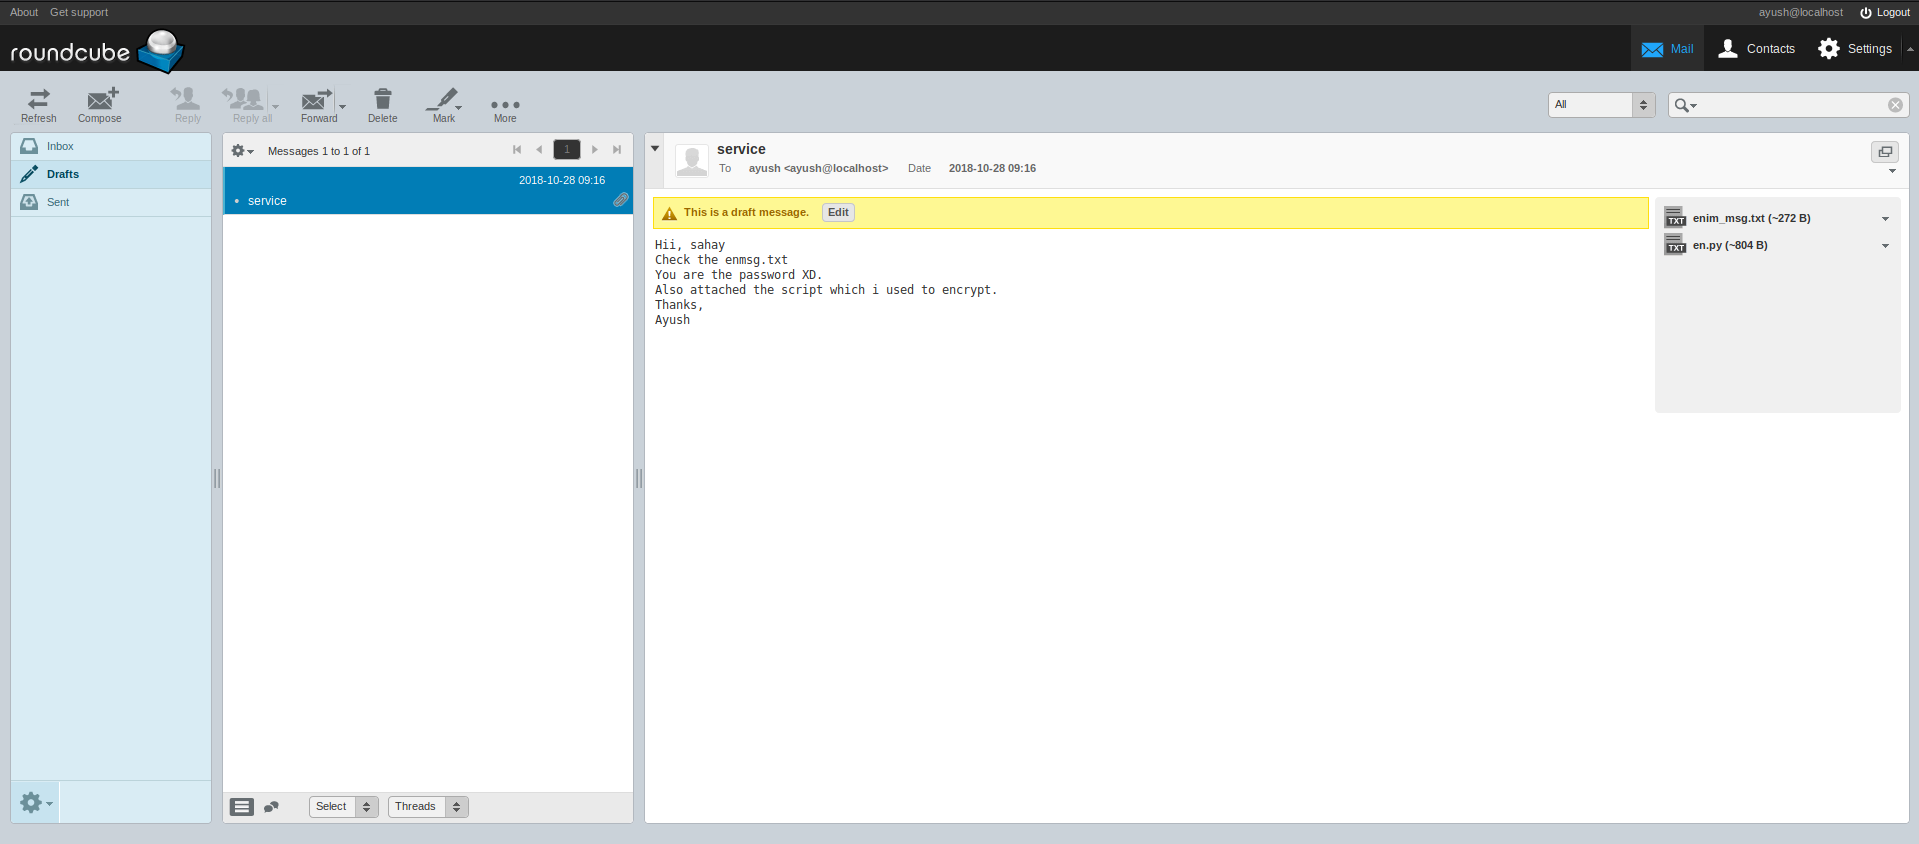 About Get support
ayush@localhost Logout
roundcube
Mail Contacts Settings
Refresh Compose Reply Reply all Forward Delete Mark More
All
Inbox
Drafts
Sent
Messages 1 to 1 of 1
1
2018-10-28 09:16
• service
Select Threads
service
To ayush <ayush@localhost> Date 2018-10-28 09:16
This is a draft message. Edit
Hii, sahay
Check the enmsg.txt
You are the password XD.
Also attached the script which i used to encrypt.
Thanks,
Ayush
TXT enim_msg.txt (~272 B)
TXT en.py (~804 B)